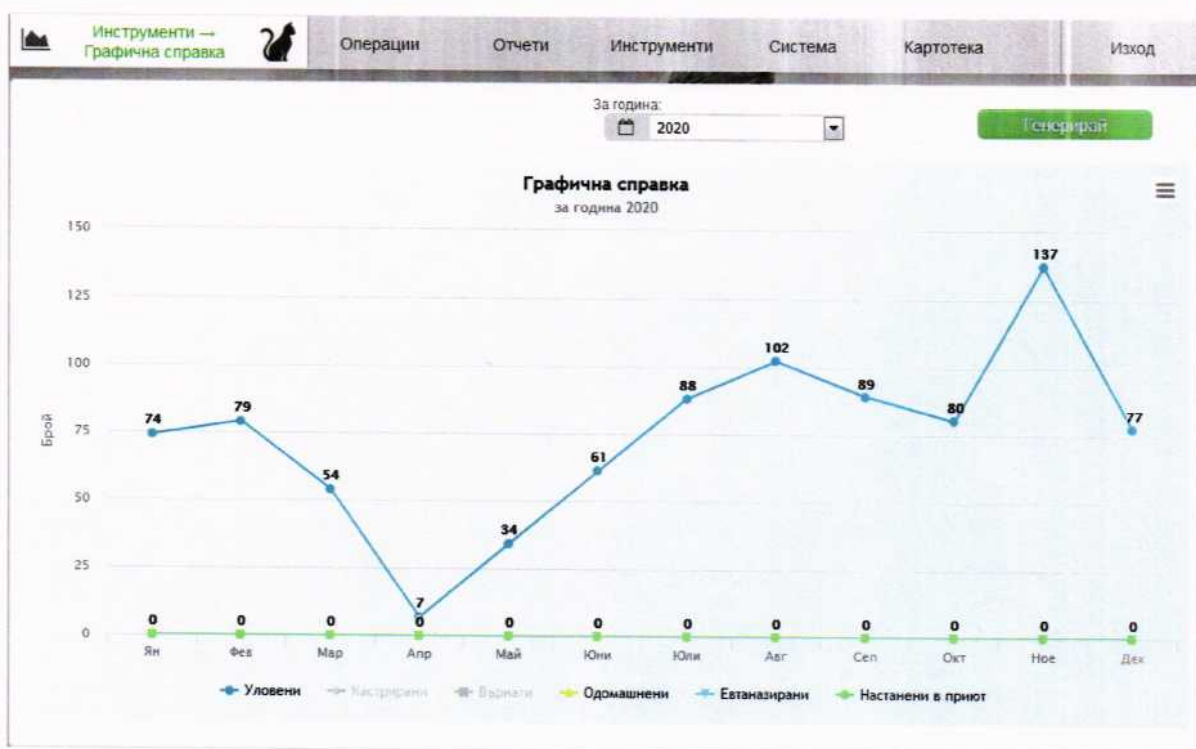 Инструменти →
Графична справка
Операции
Отчети
Инструменти
Система
Картотека
Изход
За година:
2020
Генерирай
Графична справка
за година 2020
Брой
150
125
100
75
50
25
0
74
79
54
7
34
61
88
102
89
80
137
77
0 0 0 0 0 0 0 0 0 0 0 0
Ян Фев Мар Апр Май Юни Юли Авг Сеп Окт Ное Дек
Уловени Кастрирани Върнати Одомашнени Евтаназирани Настанени в приют